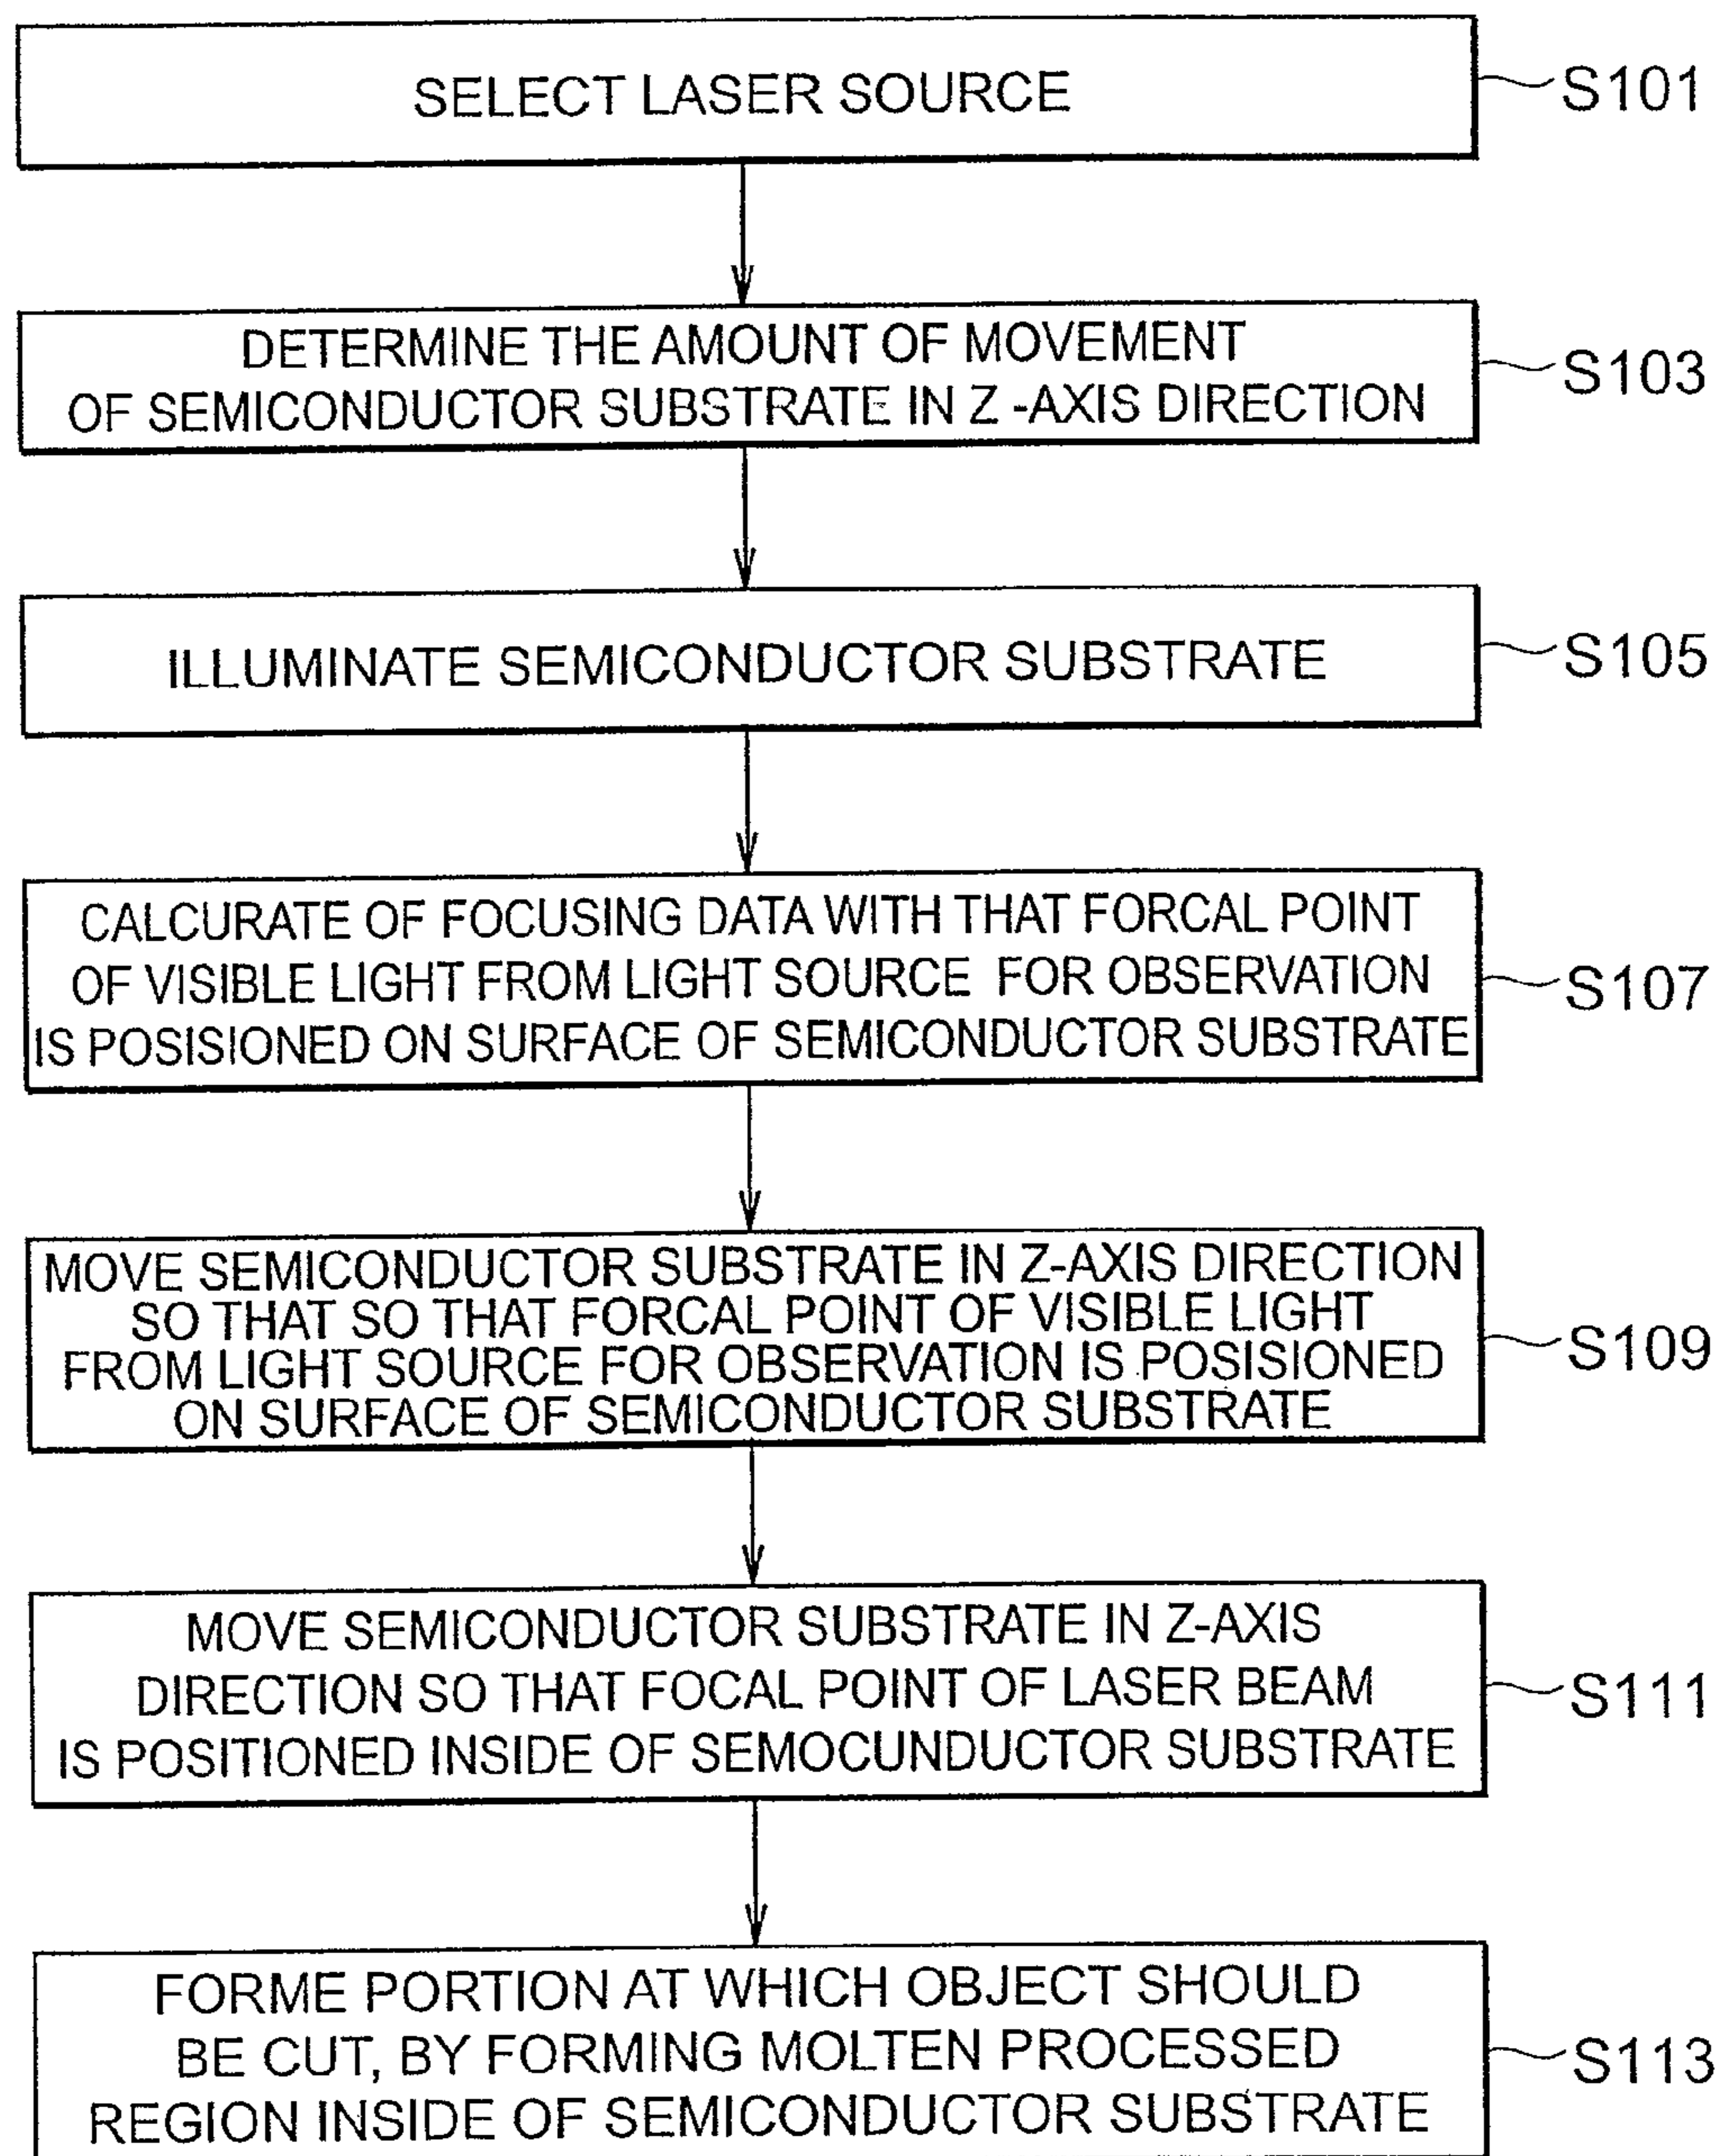 SELECT LASER SOURCE
S101
DETERMINE THE AMOUNT OF MOVEMENT
OF SEMICONDUCTOR SUBSTRATE IN Z -AXIS DIRECTION
S103
ILLUMINATE SEMICONDUCTOR SUBSTRATE
S105
CALCURATE OF FOCUSING DATA WITH THAT FORCAL POINT
OF VISIBLE LIGHT FROM LIGHT SOURCE FOR OBSERVATION
IS POSISIONED ON SURFACE OF SEMICONDUCTOR SUBSTRATE
S107
MOVE SEMICONDUCTOR SUBSTRATE IN Z-AXIS DIRECTION
SO THAT SO THAT FORCAL POINT OF VISIBLE LIGHT
FROM LIGHT SOURCE FOR OBSERVATION IS POSISIONED
ON SURFACE OF SEMICONDUCTOR SUBSTRATE
S109
MOVE SEMICONDUCTOR SUBSTRATE IN Z-AXIS
DIRECTION SO THAT FOCAL POINT OF LASER BEAM
IS POSITIONED INSIDE OF SEMOCUNDUCTOR SUBSTRATE
S111
FORME PORTION AT WHICH OBJECT SHOULD
BE CUT, BY FORMING MOLTEN PROCESSED
REGION INSIDE OF SEMICONDUCTOR SUBSTRATE
S113